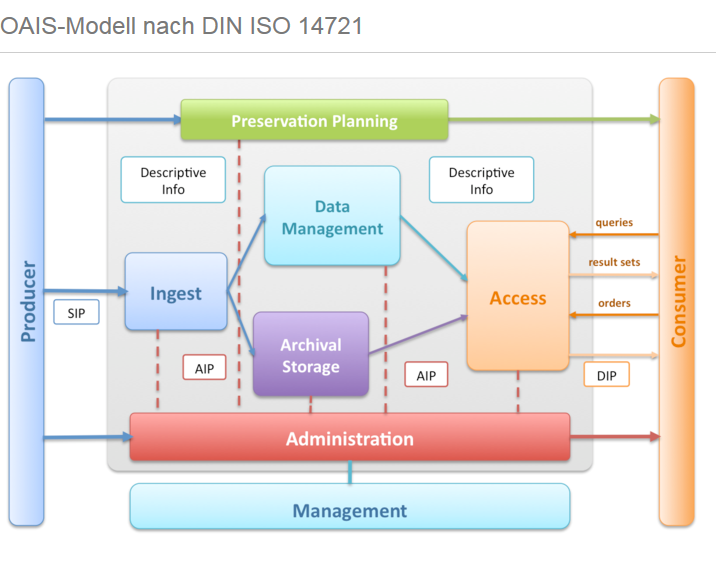 OAIS-Modell nach DIN ISO 14721
Preservation Planning
Descriptive
Info
Data
Management
Descriptive
Info
queries
result sets
orders
Producer
SIP
Ingest
Access
Consumer
AIP
Archival
Storage
AIP
DIP
Administration
Management